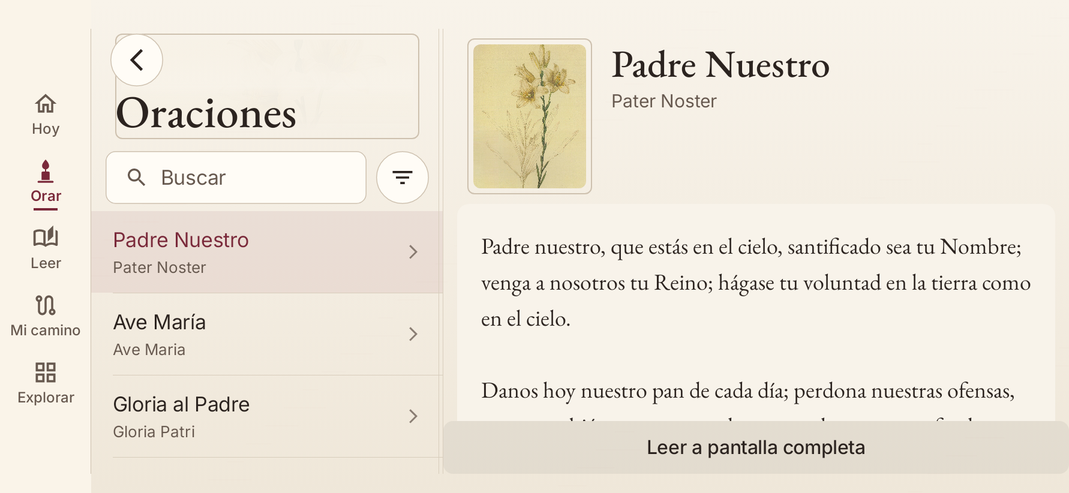 Hoy
Orar
Leer
Mi camino
Explorar
Oraciones
Buscar
Padre Nuestro
Pater Noster
Ave María
Ave Maria
Gloria al Padre
Gloria Patri
Padre Nuestro
Pater Noster
Padre nuestro, que estás en el cielo, santificado sea tu Nombre;
venga a nosotros tu Reino; hágase tu voluntad en la tierra como
en el cielo.
Danos hoy nuestro pan de cada día; perdona nuestras ofensas,
Leer a pantalla completa